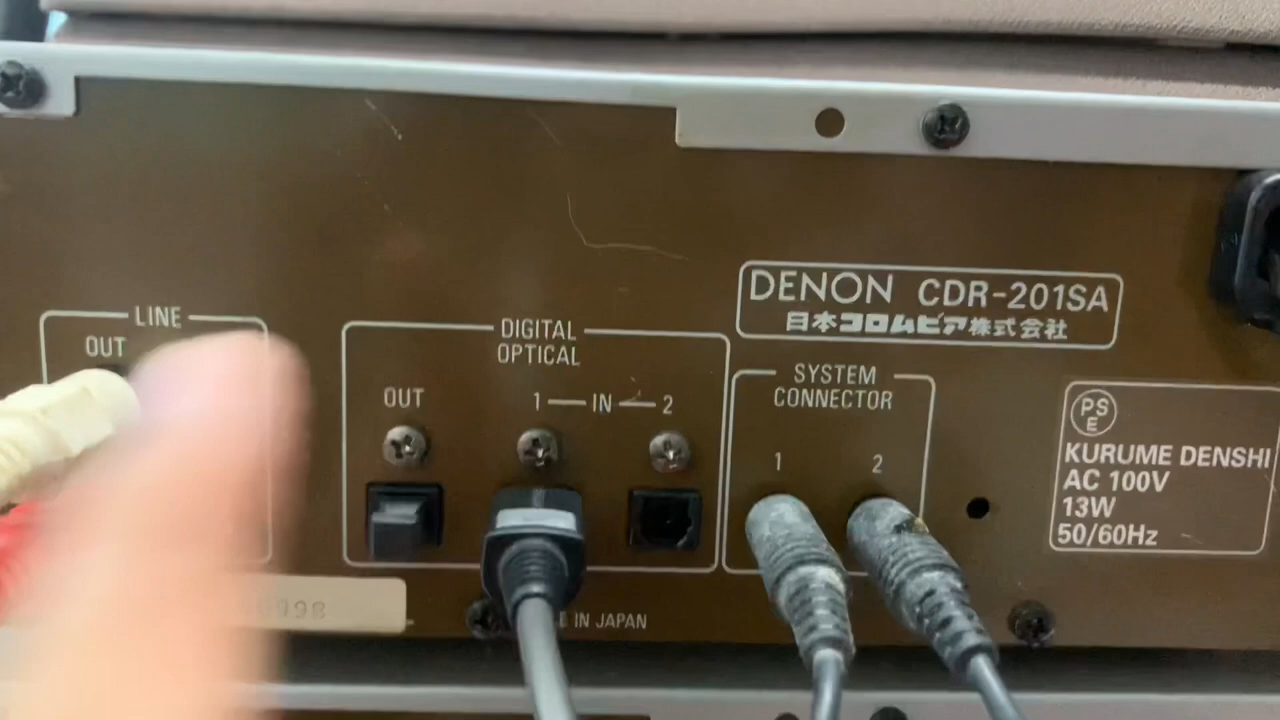 DENON CDR-201SA
日本コロムビア株式会社
LINE
OUT
DIGITAL
OPTICAL
OUT
1 IN 2
SYSTEM
CONNECTOR
1 2
PSE
KURUME DENSHI
AC 100V
13W
50/60Hz
IN JAPAN